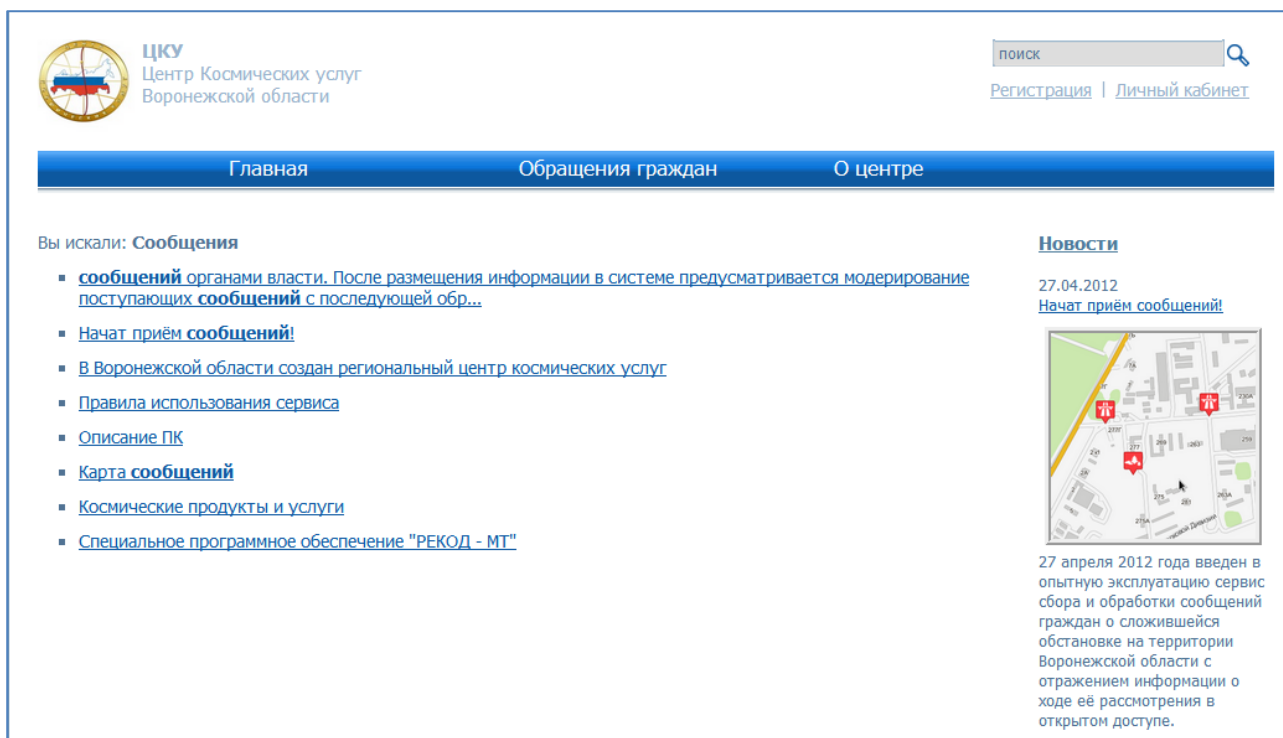 ЦКУ
Центр Космических услуг
Воронежской области
поиск
Регистрация | Личный кабинет
Главная
Обращения граждан
О центре
Вы искали: Сообщения
сообщений органами власти. После размещения информации в системе предусматривается модерирование
поступающих сообщений с последующей обр...
Начат приём сообщений!
В Воронежской области создан региональный центр космических услуг
Правила использования сервиса
Описание ПК
Карта сообщений
Космические продукты и услуги
Специальное программное обеспечение "РЕКОД - МТ"
Новости
27.04.2012
Начат приём сообщений!
27 апреля 2012 года введен в
опытную эксплуатацию сервис
сбора и обработки сообщений
граждан о сложившейся
обстановке на территории
Воронежской области с
отражением информации о
ходе её рассмотрения в
открытом доступе.